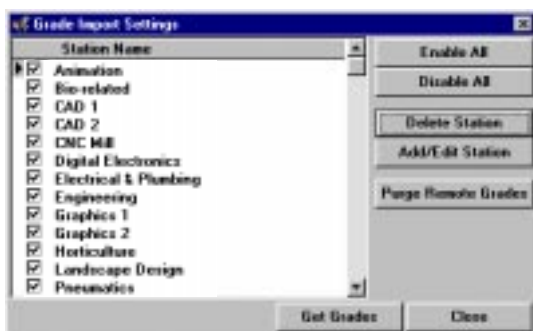 Grade Import Settings
Station Name
Animation
Bio-related
CAD 1
CAD 2
CNC Mill
Digital Electronics
Electrical & Plumbing
Engineering
Graphics 1
Graphics 2
Horticulture
Landscape Design
Pneumatics
Enable All
Disable All
Delete Station
Add/Edit Station
Purge Remote Grades
Get Grades
Close